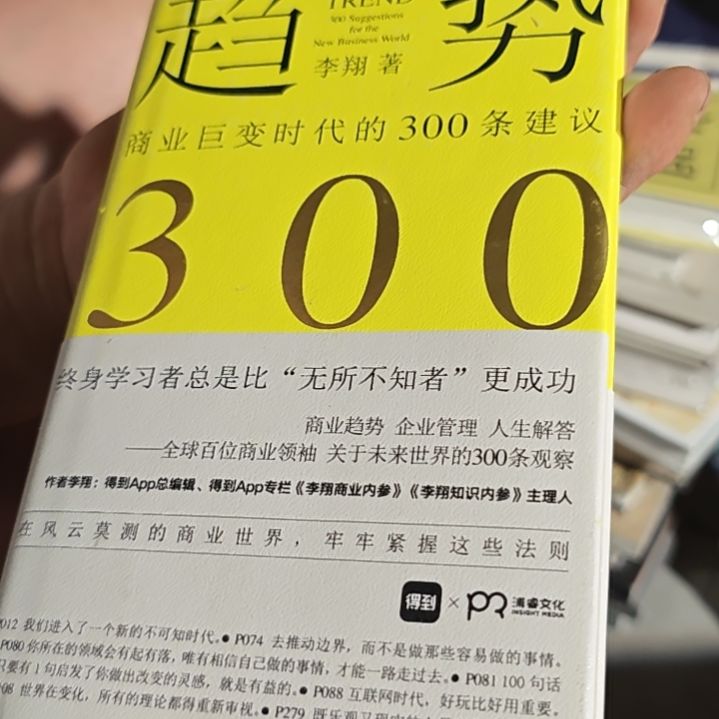 趋势
TREND
300 Suggestions
for the
New Business World
李翔 著
商业巨变时代的300条建议
300
终身学习者总是比“无所不知者”更成功
商业趋势 企业管理 人生解答
——全球百位商业领袖 关于未来世界的300条观察
作者李翔:得到App总编辑、得到App专栏《李翔商业内参》《李翔知识内参》主理人
在风云莫测的商业世界,牢牢紧握这些法则
得到 × 浦睿文化
INSIGHT MEDIA
012 我们进入了一个新的不可知时代。● P074 去推动边界,而不是做那些容易做的事情。
P080 你所在的领域会有起有落,唯有相信自己做的事情,才能一路走过去。● P081 100 句话
只要有1句启发了你做出改变的灵感,就是有益的。● P088 互联网时代,好玩比好用重要。
08 世界在变化,所有的理论都得重新审视。● P279 既乐观又现实的